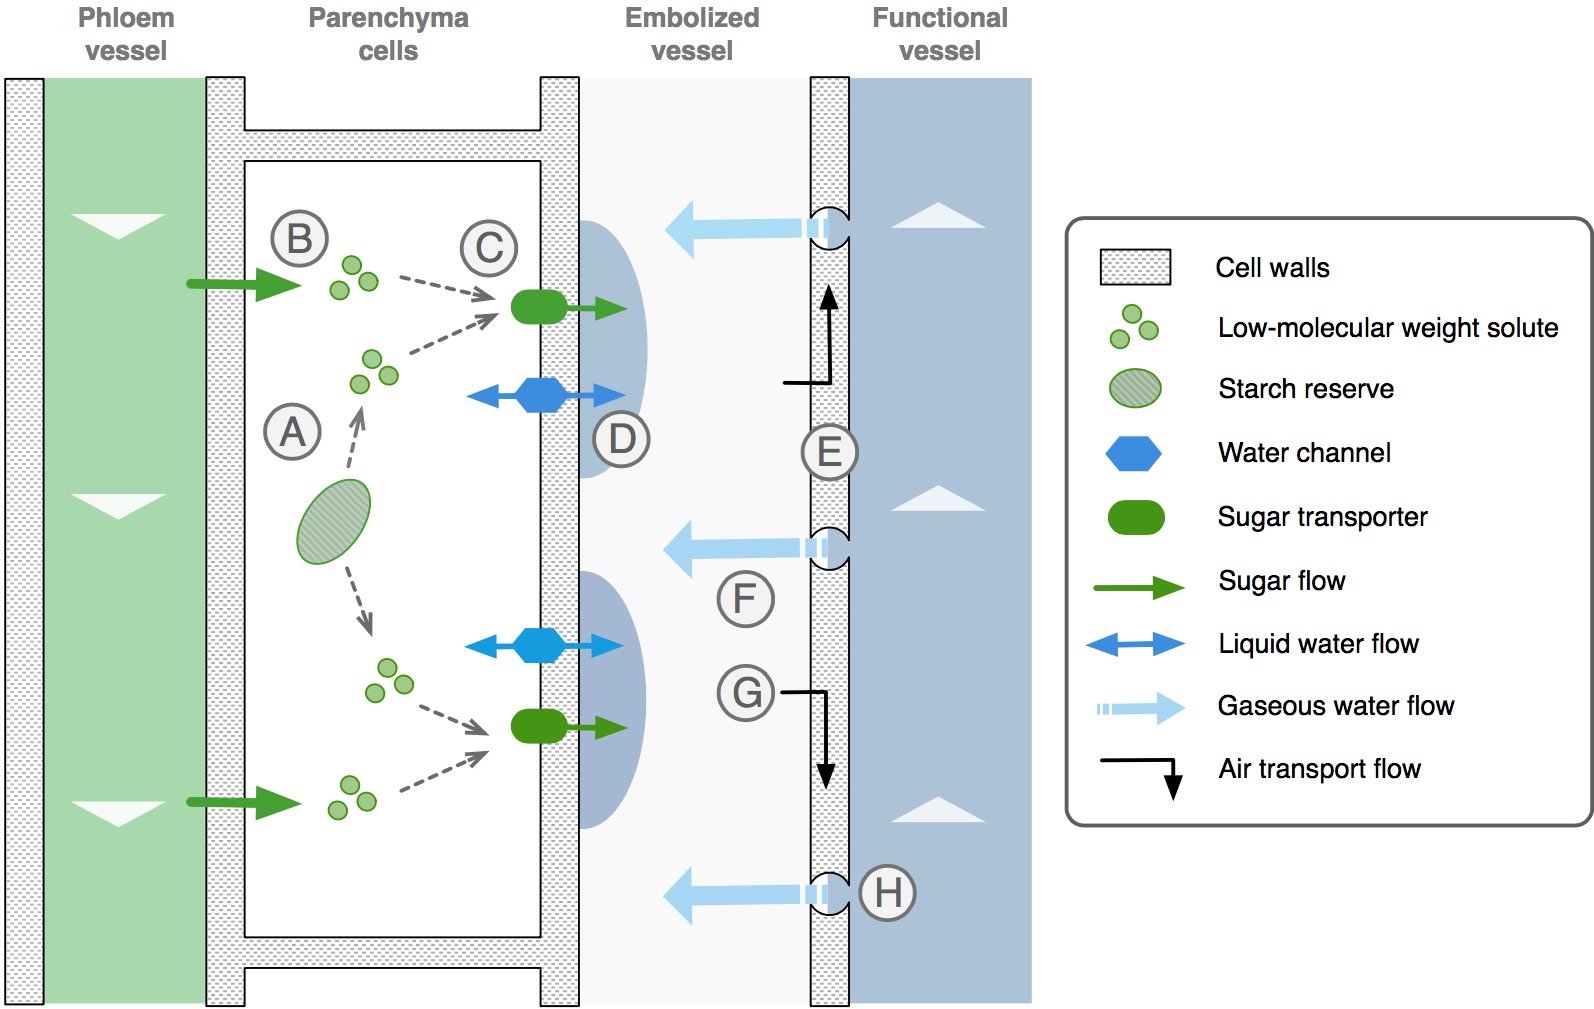 Phloem
vessel
Parenchyma
cells
Embolized
vessel
Functional
vessel
B
C
A
D
E
F
G
H
Cell walls
Low-molecular weight solute
Starch reserve
Water channel
Sugar transporter
Sugar flow
Liquid water flow
Gaseous water flow
Air transport flow